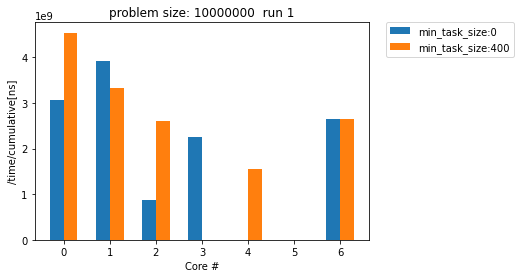 problem size: 10000000  run 1
1e9
min_task_size:0
min_task_size:400
/time/cumulative[ns]
4
3
2
1
0
0 1 2 3 4 5 6
Core #